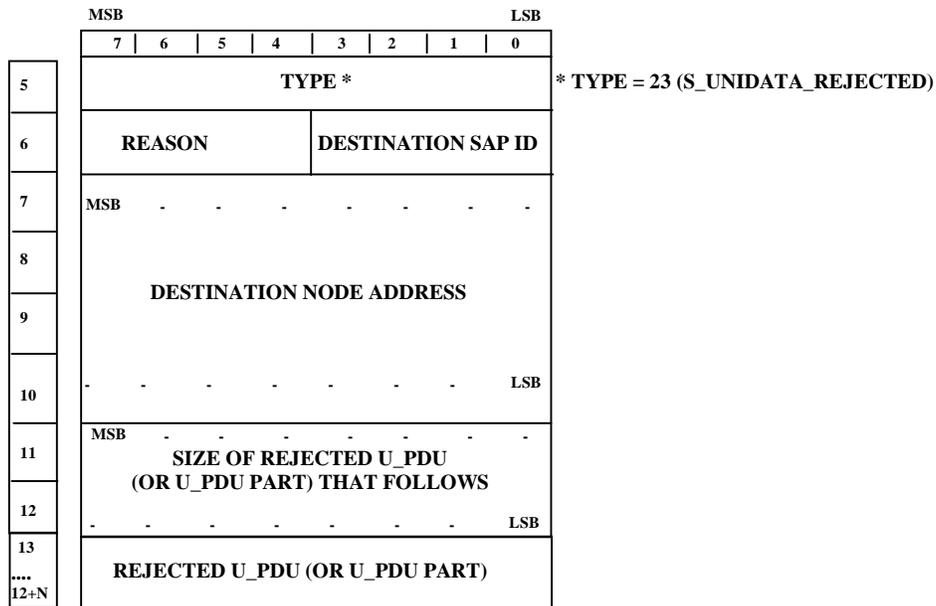 MSB LSB
7 6 5 4 3 2 1 0
5 TYPE * * TYPE = 23 (S_UNIDATA_REJECTED)
6 REASON DESTINATION SAP ID
7 MSB - - - - - - -
8
DESTINATION NODE ADDRESS
9
10 - - - - - - - LSB
MSB - - - - - - -
11 SIZE OF REJECTED U_PDU
(OR U_PDU PART) THAT FOLLOWS
12 - - - - - - - LSB
13
.... REJECTED U_PDU (OR U_PDU PART)
12+N